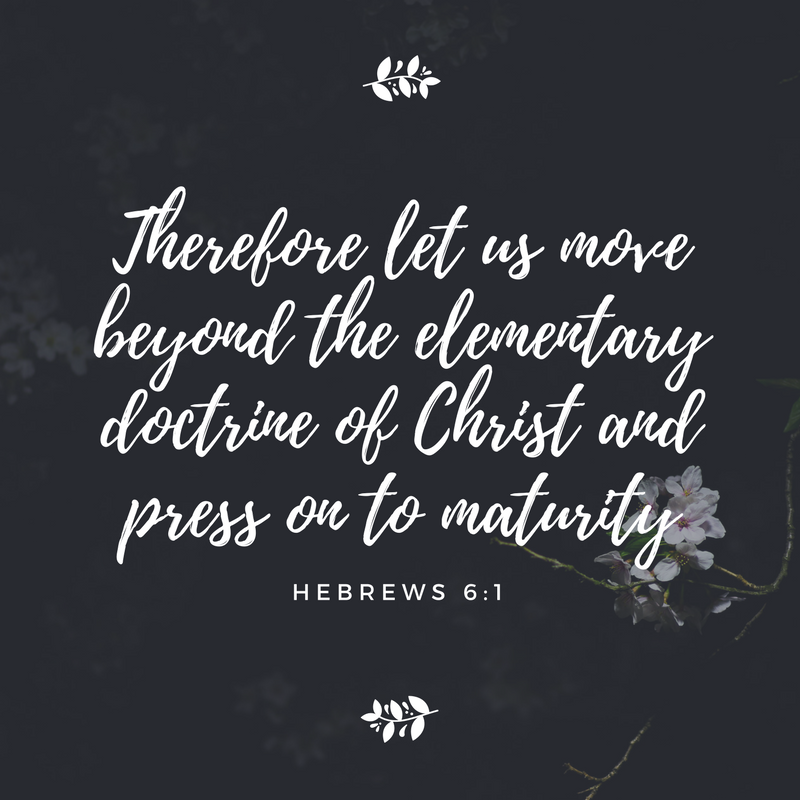 Therefore let us move
beyond the elementary
doctrine of Christ and
press on to maturity
HEBREWS 6:1